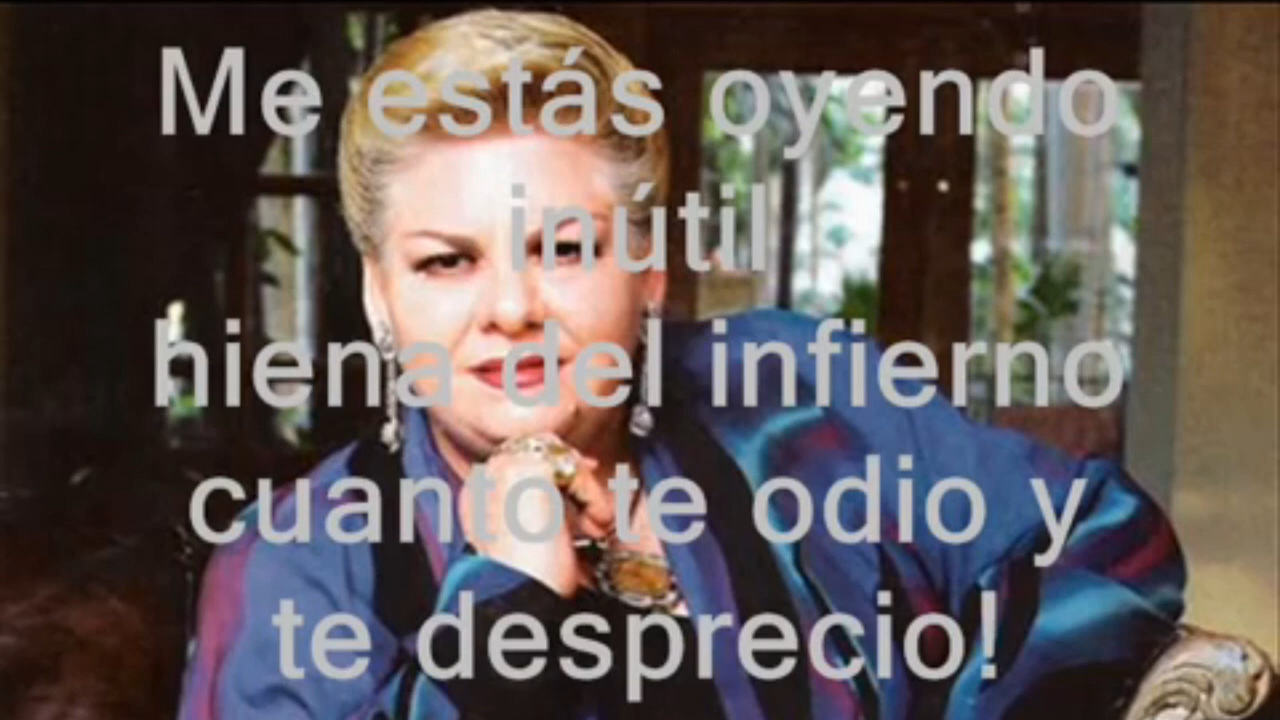 Me estás oyendo
inútil
hiena del infierno
cuanto te odio y
te desprecio!